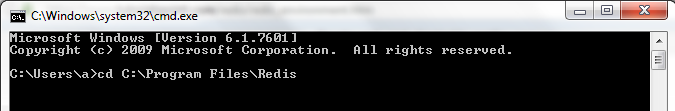 C:\Windows\system32\cmd.exe
Microsoft Windows [Version 6.1.7601]
Copyright (c) 2009 Microsoft Corporation.  All rights reserved.
C:\Users\a>cd C:\Program Files\Redis